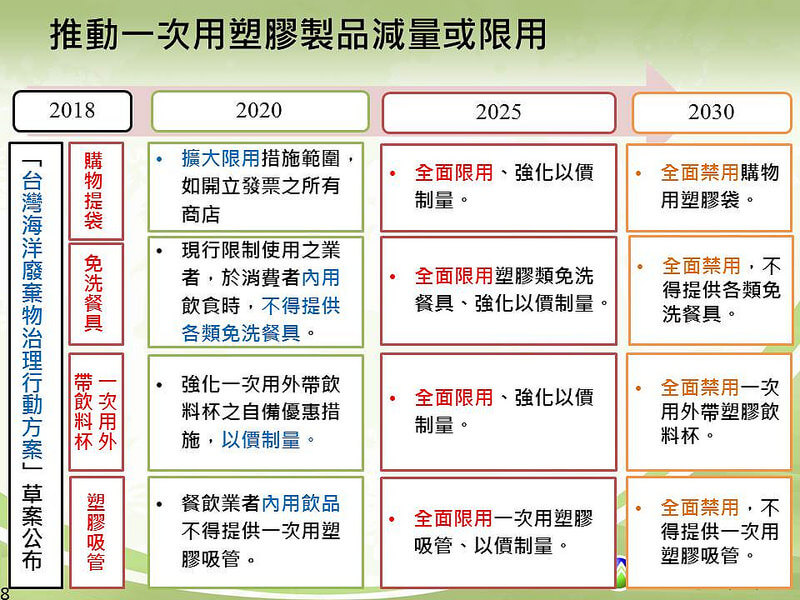 推動一次用塑膠製品減量或限用
2018
2020
2025
2030
「台灣海洋廢棄物治理行動方案」草案公布
購物提袋
• 擴大限用措施範圍，
如開立發票之所有
商店
• 全面限用、強化以價
制量。
• 全面禁用購物
用塑膠袋。
免洗餐具
• 現行限制使用之業
者，於消費者內用
飲食時，不得提供
各類免洗餐具。
• 全面限用塑膠類免洗
餐具、強化以價制量。
• 全面禁用，不
得提供各類免
洗餐具。
一次用外
帶飲料杯
• 強化一次用外帶飲
料杯之自備優惠措
施，以價制量。
• 全面限用、強化以價
制量。
• 全面禁用一次
用外帶塑膠飲
料杯。
塑膠吸管
• 餐飲業者內用飲品
不得提供一次用塑
膠吸管。
• 全面限用一次用塑膠
吸管、以價制量。
• 全面禁用，不
得提供一次用
塑膠吸管。
8